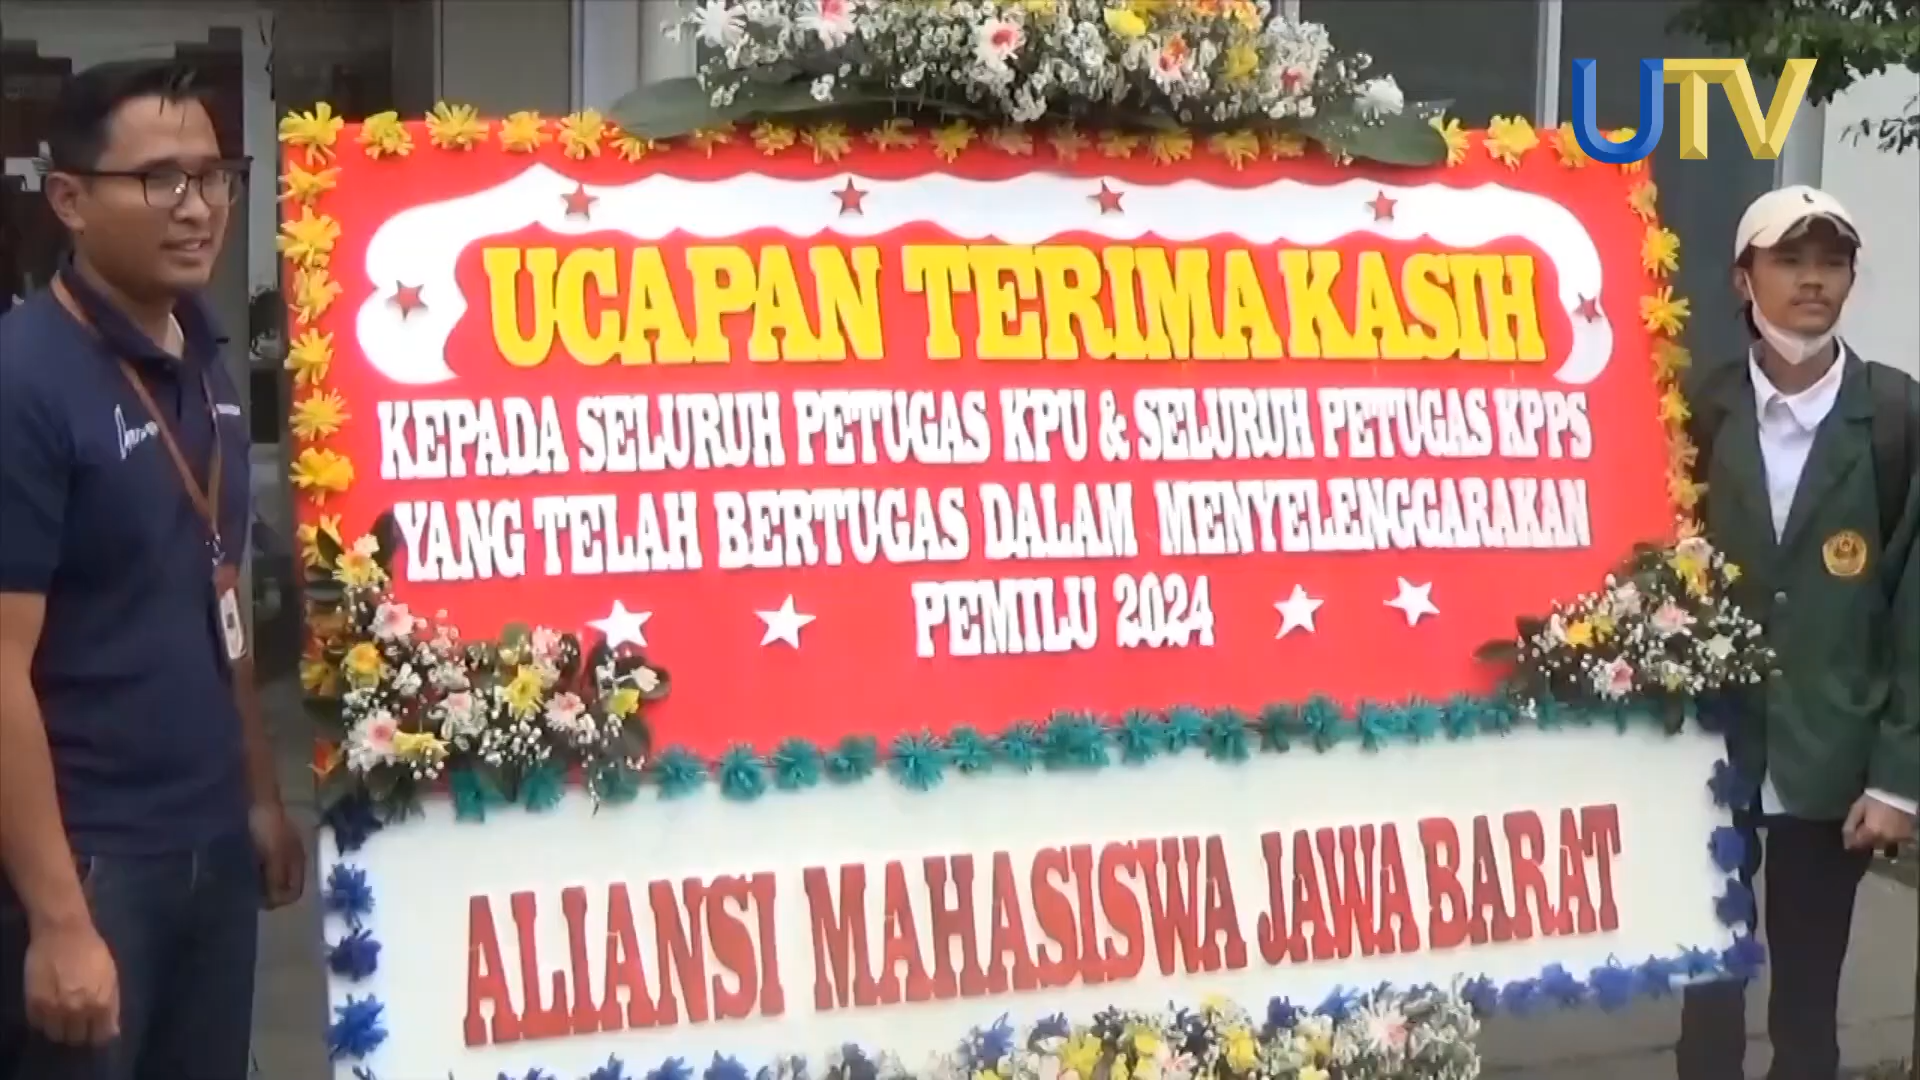 UTV
UCAPAN TERIMA KASIH
KEPADA SELURUH PETUGAS KPU & SELURUH PETUGAS KPPS
YANG TELAH BERTUGAS DALAM MENYELENGGARAKAN
PEMILU 2024
ALIANSI MAHASISWA JAWA BARAT